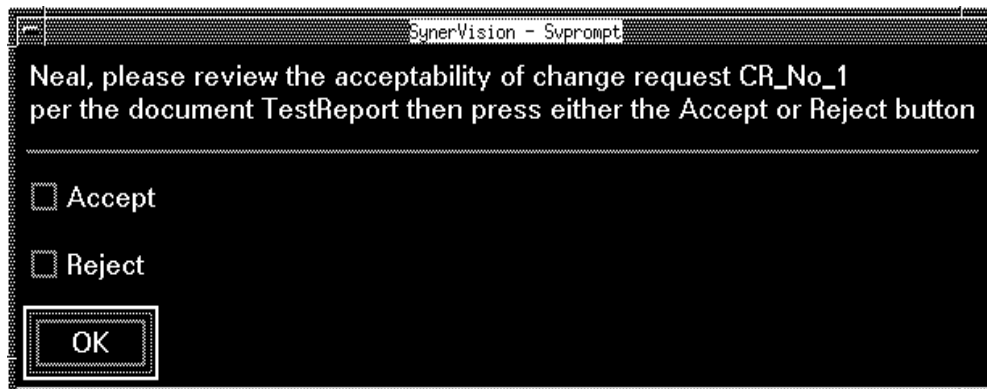 SynerVision - Svprompt
Neal, please review the acceptability of change request CR_No_1
per the document TestReport then press either the Accept or Reject button
Accept
Reject
OK